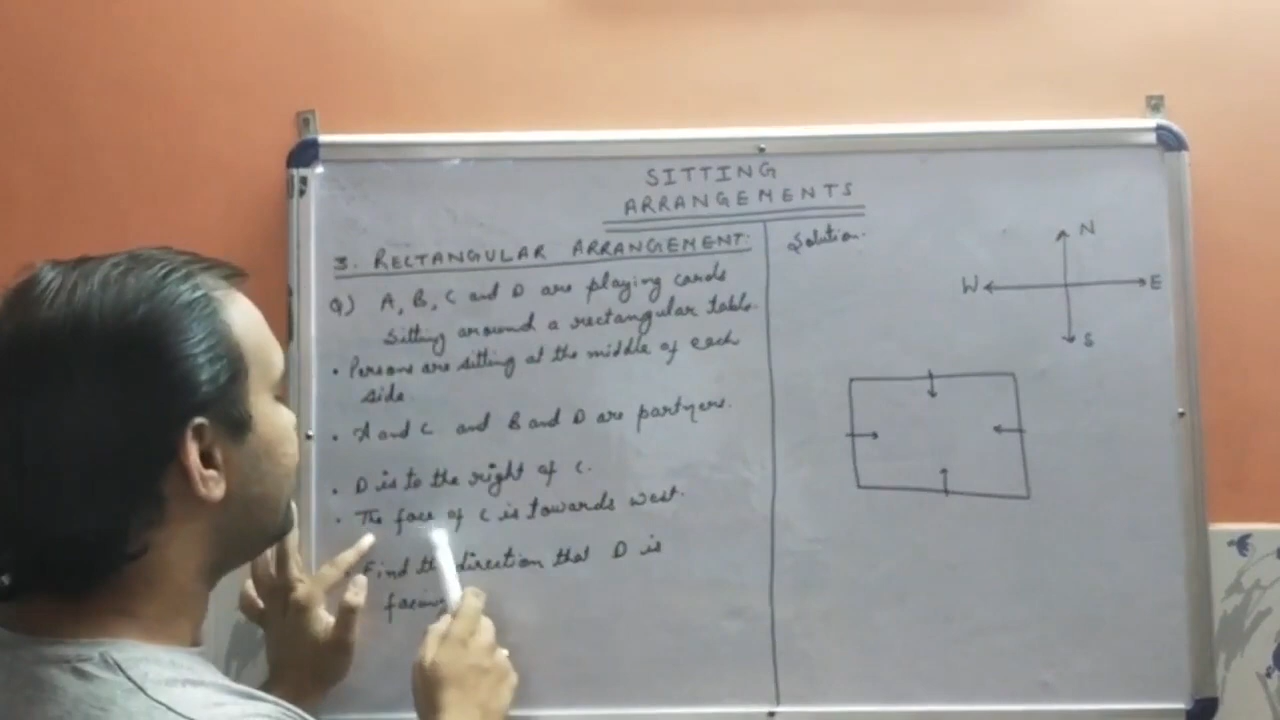 SITTING
ARRANGEMENTS
3. RECTANGULAR ARRANGEMENT:
Q) A, B, C and D are playing cards
sitting around a rectangular table.
• Persons are sitting at the middle of each
side.
• A and C and B and D are partners.
• D is to the right of C.
• The face of C is towards west.
Find the direction that D is
facing
Solution.
N
W E
S